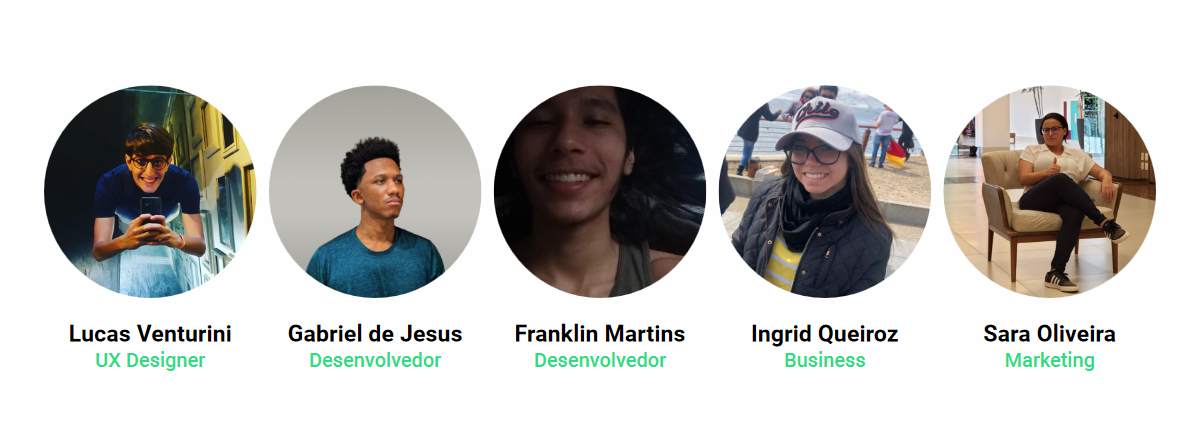 Lucas Venturini
UX Designer
Gabriel de Jesus
Desenvolvedor
Franklin Martins
Desenvolvedor
Ingrid Queiroz
Business
Sara Oliveira
Marketing